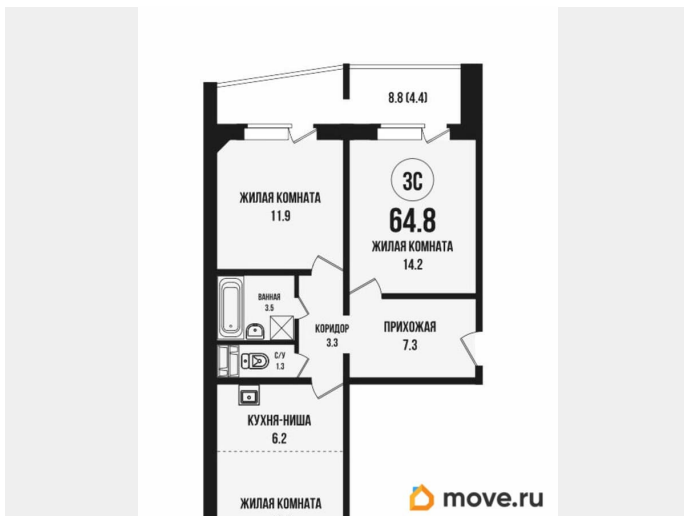 8.8 (4.4)
3С
64.8
ЖИЛАЯ КОМНАТА
11.9
ЖИЛАЯ КОМНАТА
14.2
ВАННАЯ
3.5
КОРИДОР
3.3
ПРИХОЖАЯ
7.3
С/У
1.3
КУХНЯ-НИША
6.2
ЖИЛАЯ КОМНАТА
move.ru